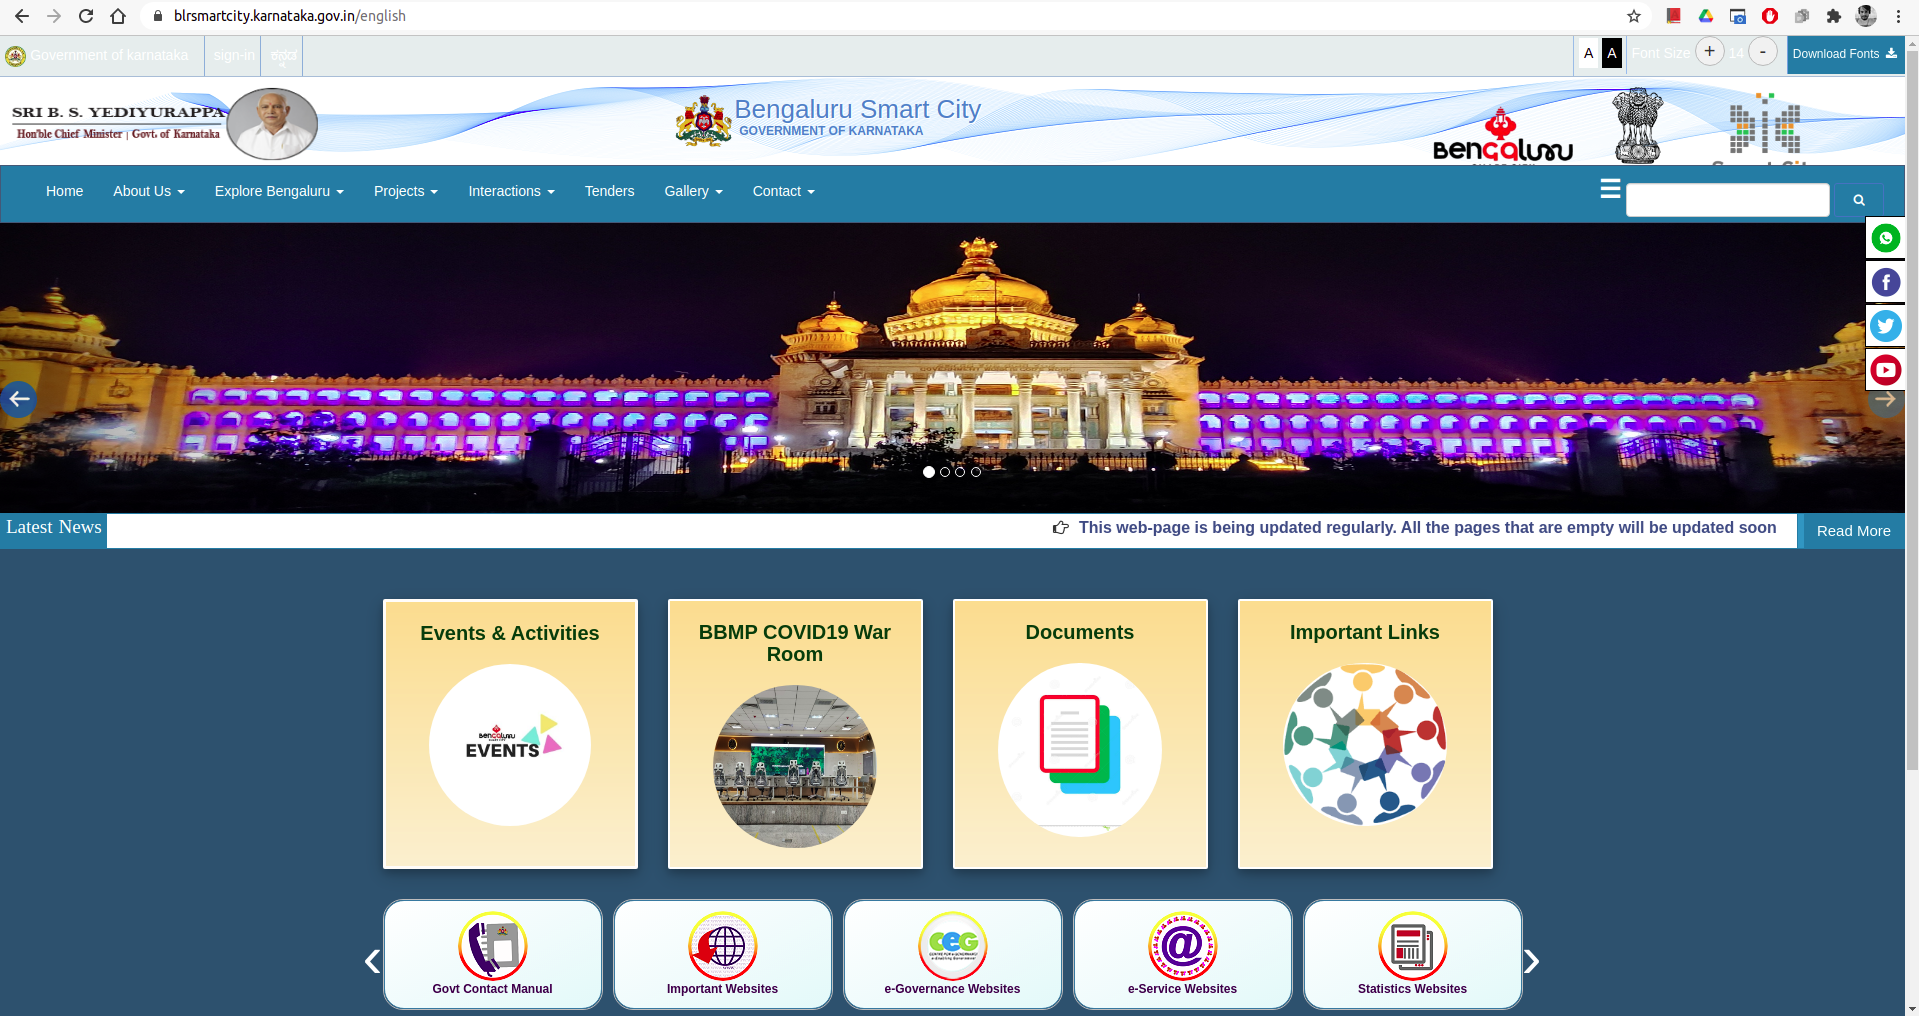 blrsmartcity.karnataka.gov.in/english
Government of karnataka
sign-in
ಕನ್ನಡ
A A Font Size + 14 - Download Fonts
SRI B. S. YEDIYURAPPA
Hon'ble Chief Minister | Govt. of Karnataka
Bengaluru Smart City
GOVERNMENT OF KARNATAKA
BENGALURU
Home About Us Explore Bengaluru Projects Interactions Tenders Gallery Contact
Latest News
This web-page is being updated regularly. All the pages that are empty will be updated soon
Read More
Events & Activities
BENGALURU
EVENTS
BBMP COVID19 War
Room
Documents
Important Links
Govt Contact Manual
Important Websites
CEG
CENTRE FOR e-GOVERNANCE
e-Governance Websites
@
e-Service Websites
Statistics Websites